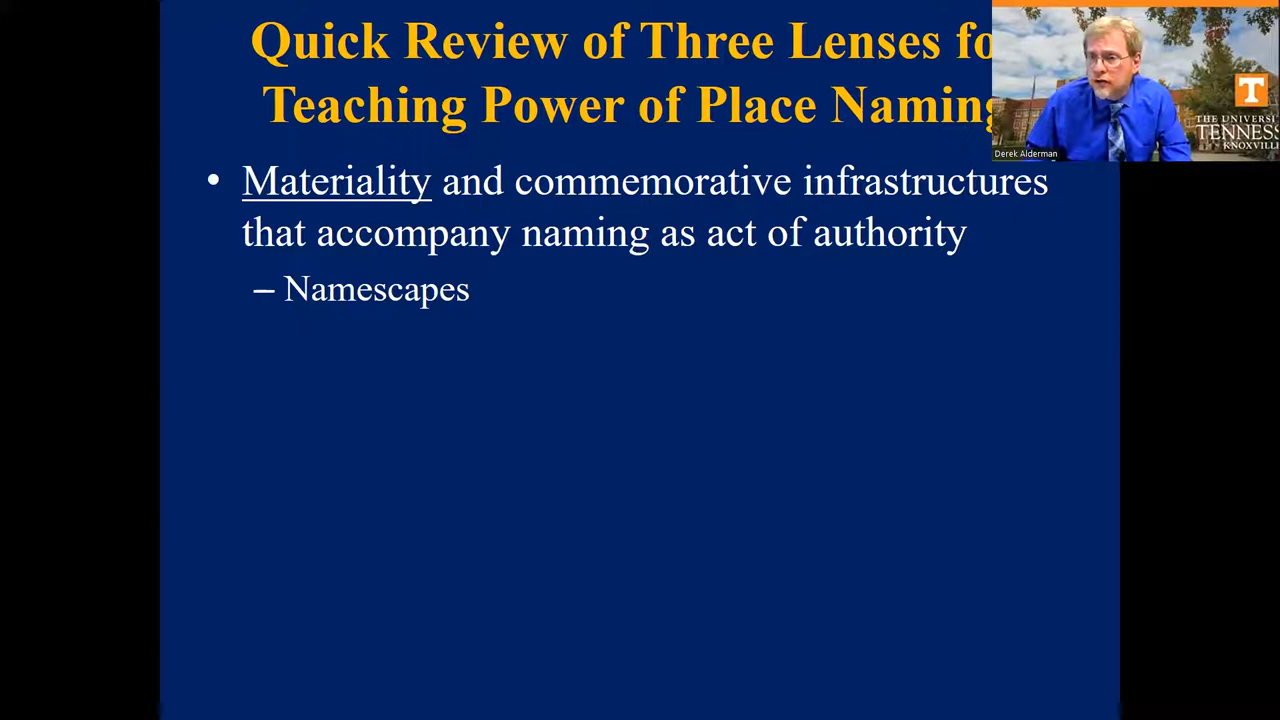 Quick Review of Three Lenses fo
Teaching Power of Place Naming
• Materiality and commemorative infrastructures
that accompany naming as act of authority
– Namescapes
Derek Alderman
T
THE UNIVERSI
TENNESS
KNOXVILL